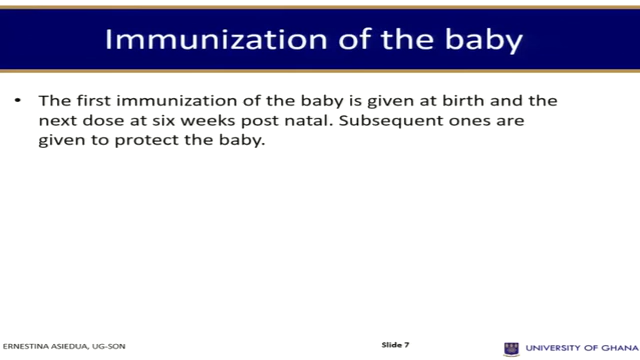 Immunization of the baby
• The first immunization of the baby is given at birth and the
next dose at six weeks post natal. Subsequent ones are
given to protect the baby.
ERNESTINA ASIEDUA, UG-SON
Slide 7
UNIVERSITY OF GHANA